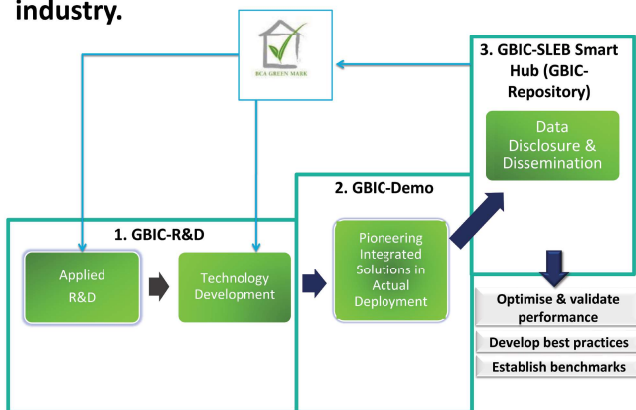 industry.
BCA GREEN MARK
3. GBIC-SLEB Smart
Hub (GBIC-
Repository)
Data
Disclosure &
Dissemination
2. GBIC-Demo
Pioneering
Integrated
Solutions in
Actual
Deployment
1. GBIC-R&D
Applied
R&D
Technology
Development
Optimise & validate
performance
Develop best practices
Establish benchmarks